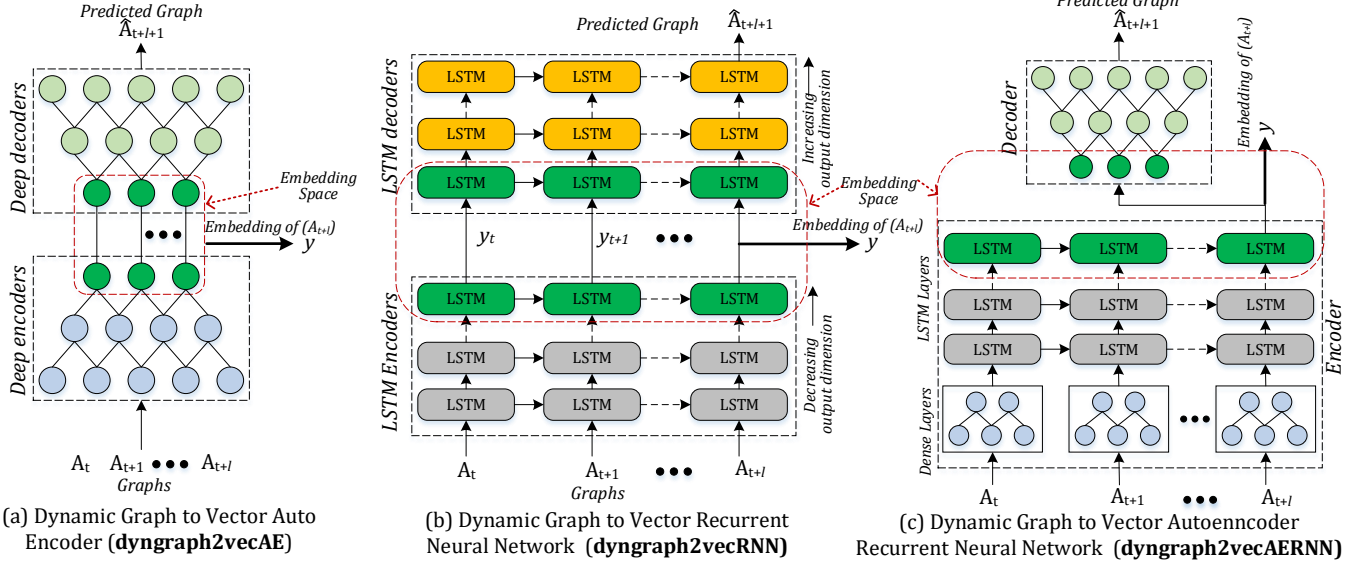 Predicted Graph
Â_{t+l+1}
Deep decoders
Embedding
Space
Embedding of (A_{t+l})
y
Deep encoders
A_t A_{t+1} ••• A_{t+l}
Graphs
(a) Dynamic Graph to Vector Auto
Encoder (dyngraph2vecAE)
Predicted Graph
Â_{t+l+1}
LSTM decoders
LSTM LSTM LSTM
LSTM LSTM LSTM
LSTM LSTM LSTM
Increasing
output dimension
y_t y_{t+1} •••
Embedding of (A_{t+l})
y
LSTM Encoders
LSTM LSTM LSTM
LSTM LSTM LSTM
LSTM LSTM LSTM
Decreasing
output dimension
A_t A_{t+1} ••• A_{t+l}
Graphs
(b) Dynamic Graph to Vector Recurrent
Neural Network (dyngraph2vecRNN)
Embedding
Space
Predicted Graph
Â_{t+l+1}
Decoder
Embedding of (A_{t+l})
y
LSTM Layers
LSTM LSTM LSTM
LSTM LSTM LSTM
LSTM LSTM LSTM
Encoder
Dense Layers
A_t A_{t+1} ••• A_{t+l}
(c) Dynamic Graph to Vector Autoenncoder
Recurrent Neural Network (dyngraph2vecAERNN)